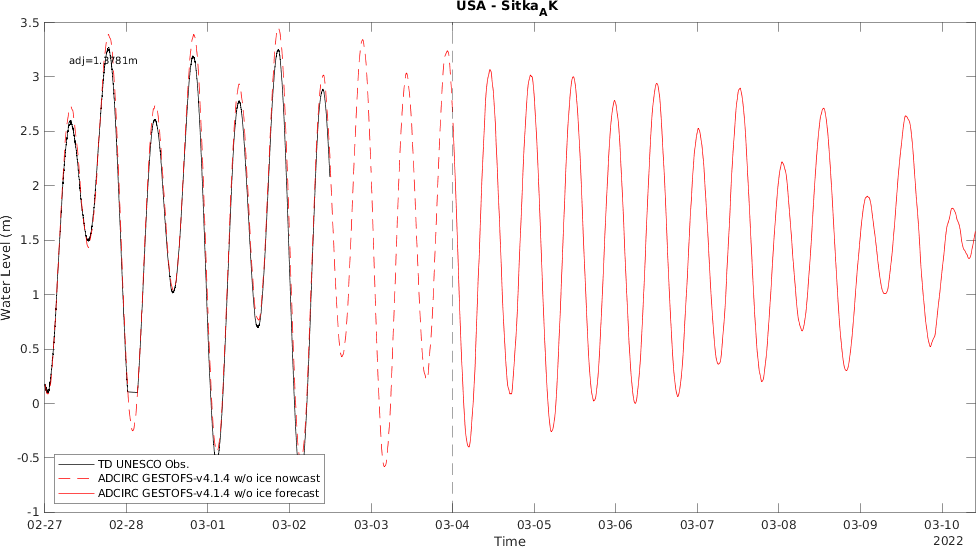 USA - Sitka_AK
3.5
adj=1.3781m
3
2.5
2
1.5
1
0.5
0
-0.5
-1
Water Level (m)
TD UNESCO Obs.
ADCIRC GESTOFS-v4.1.4 w/o ice nowcast
ADCIRC GESTOFS-v4.1.4 w/o ice forecast
02-27 02-28 03-01 03-02 03-03 03-04 03-05 03-06 03-07 03-08 03-09 03-10
Time 2022